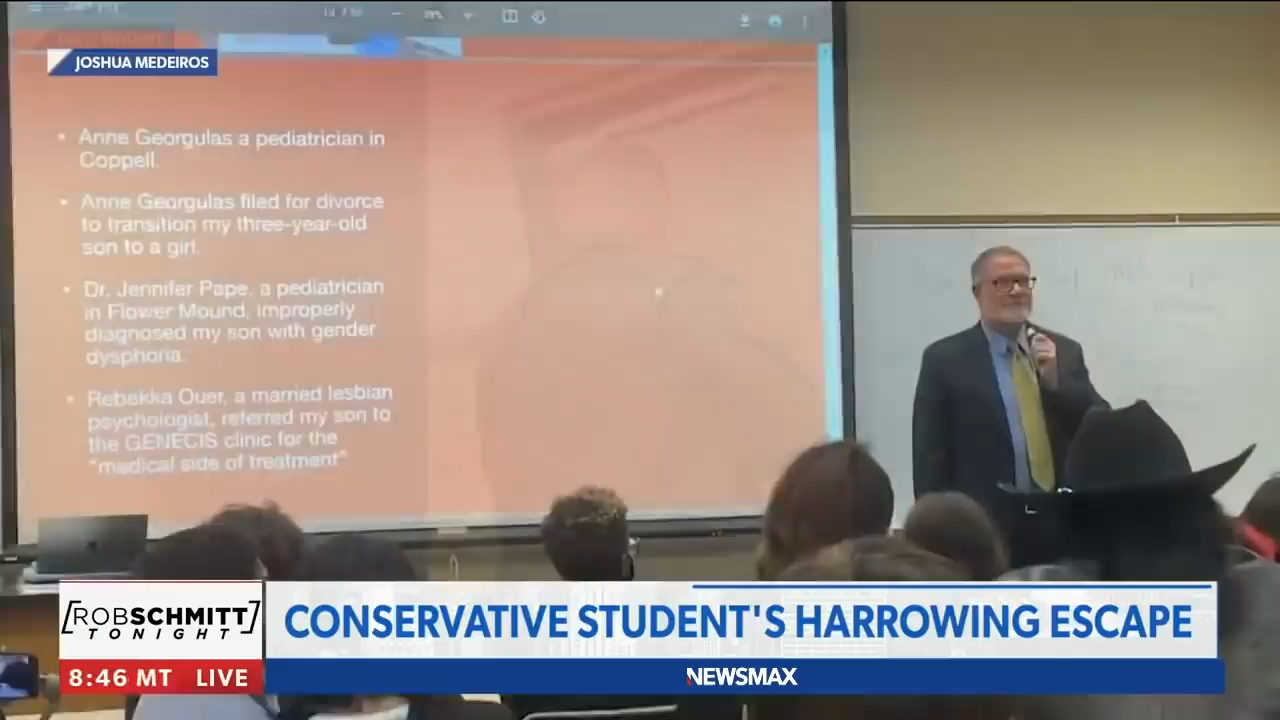 JOSHUA MEDEIROS
• Anne Georgulas a pediatrician in
Coppell.
• Anne Georgulas filed for divorce
to transition my three-year-old
son to a girl.
• Dr. Jennifer Pape, a pediatrician
in Flower Mound, improperly
diagnosed my son with gender
dysphoria.
• Rebekka Ouer, a married lesbian
psychologist, referred my son to
the GENECIS clinic for the
"medical side of treatment"
[ROBSCHMITT]
TONIGHT
CONSERVATIVE STUDENT'S HARROWING ESCAPE
8:46 MT LIVE
NEWSMAX